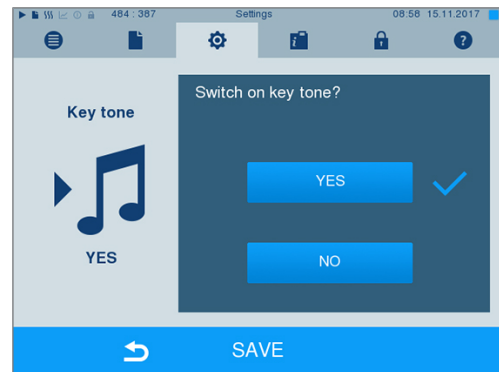 484 : 387
Settings
08:58 15.11.2017
Key tone
YES
Switch on key tone?
YES
NO
SAVE